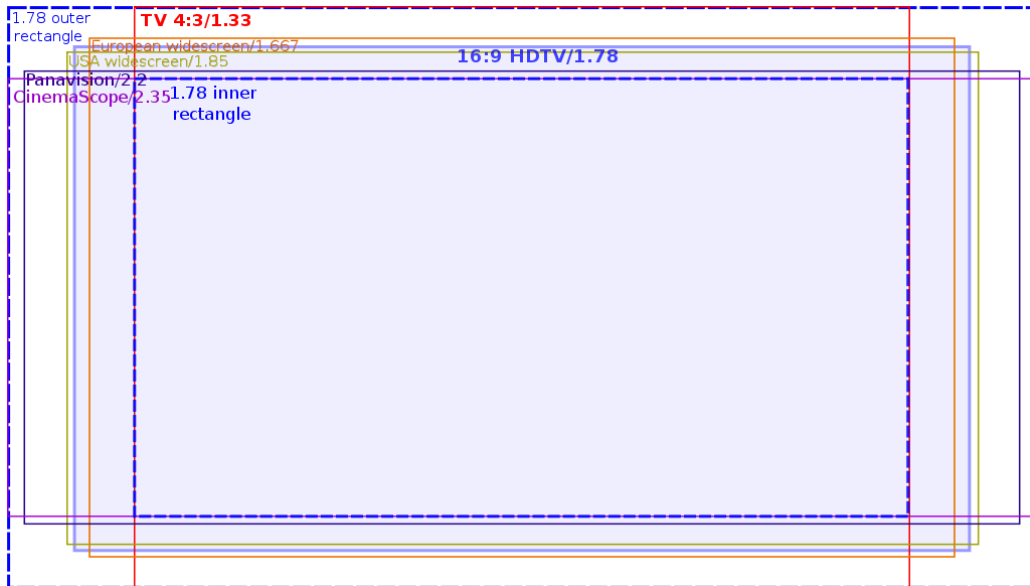 1.78 outer
rectangle
TV 4:3/1.33
European widescreen/1.667
16:9 HDTV/1.78
USA widescreen/1.85
Panavision/2.2
CinemaScope/2.35
1.78 inner
rectangle